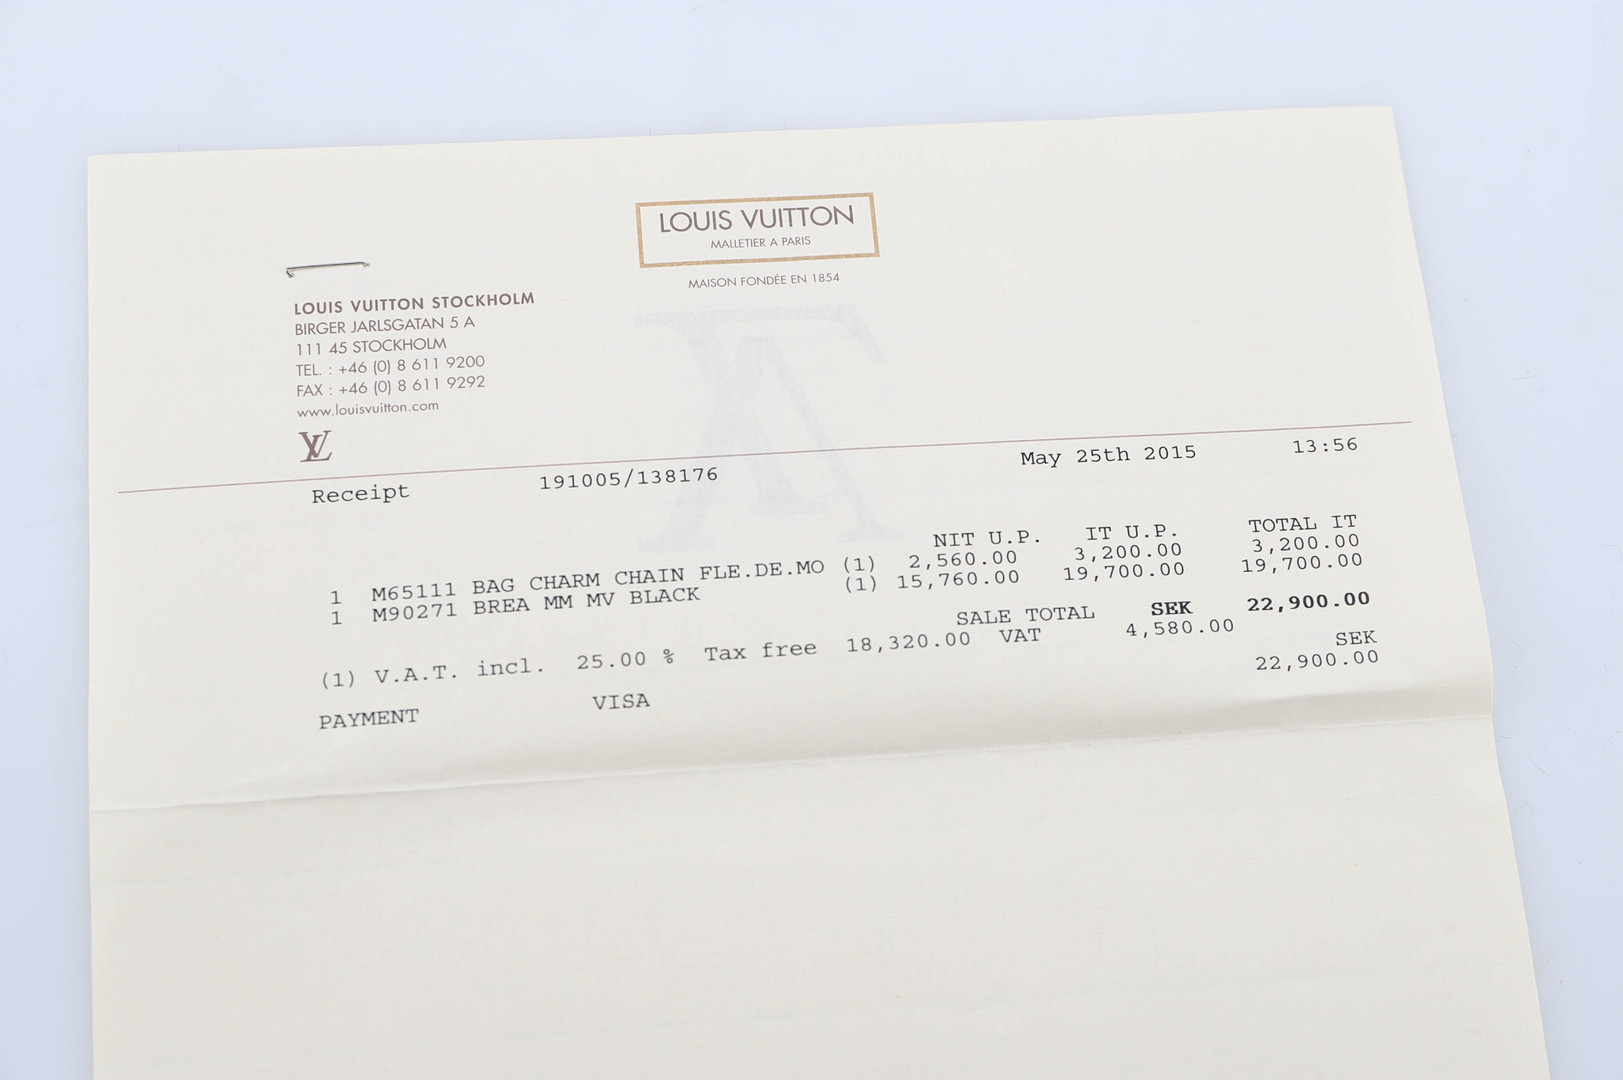 LOUIS VUITTON
MALLETIER A PARIS
MAISON FONDÉE EN 1854
LOUIS VUITTON STOCKHOLM
BIRGER JARLSGATAN 5 A
111 45 STOCKHOLM
TEL. : +46 (0) 8 611 9200
FAX : +46 (0) 8 611 9292
www.louisvuitton.com
LV
Receipt 191005/138176 May 25th 2015 13:56
NIT U.P. IT U.P. TOTAL IT
1 M65111 BAG CHARM CHAIN FLE.DE.MO (1) 2,560.00 3,200.00 3,200.00
1 M90271 BREA MM MV BLACK (1) 15,760.00 19,700.00 19,700.00
SALE TOTAL SEK 22,900.00
(1) V.A.T. incl. 25.00 % Tax free 18,320.00 VAT 4,580.00
SEK
PAYMENT VISA 22,900.00